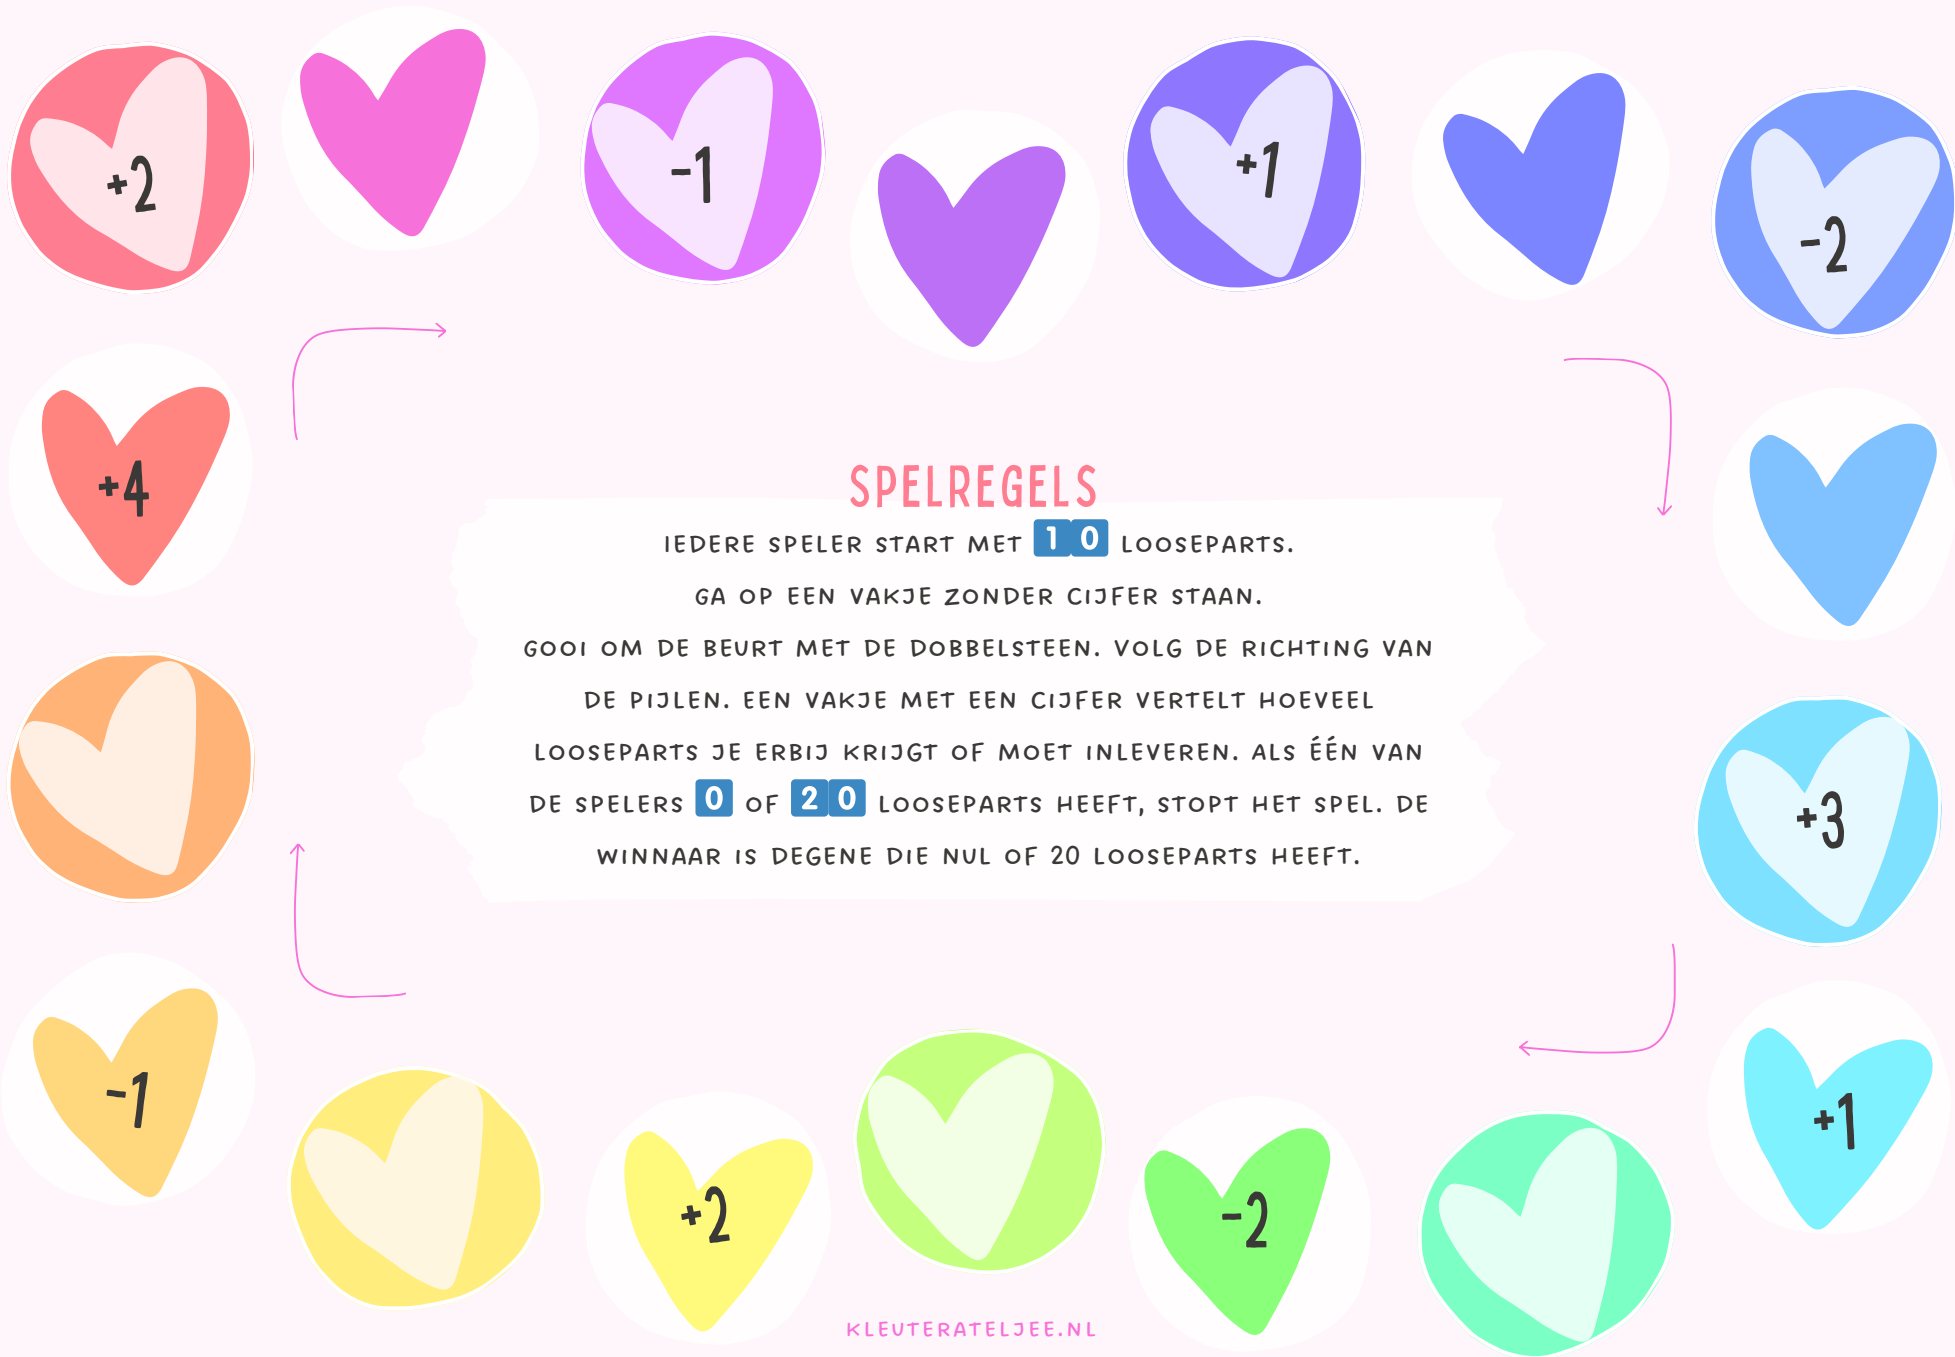 +2
-1
+1
-2
+4
SPELREGELS
IEDERE SPELER START MET 10 LOOSEPARTS.
GA OP EEN VAKJE ZONDER CIJFER STAAN.
GOOI OM DE BEURT MET DE DOBBELSTEEN. VOLG DE RICHTING VAN
DE PIJLEN. EEN VAKJE MET EEN CIJFER VERTELT HOEVEEL
LOOSEPARTS JE ERBIJ KRIJGT OF MOET INLEVEREN. ALS ÉÉN VAN
DE SPELERS 0 OF 20 LOOSEPARTS HEEFT, STOPT HET SPEL. DE
WINNAAR IS DEGENE DIE NUL OF 20 LOOSEPARTS HEEFT.
+3
-1
+1
+2
-2
KLEUTERATELJEE.NL